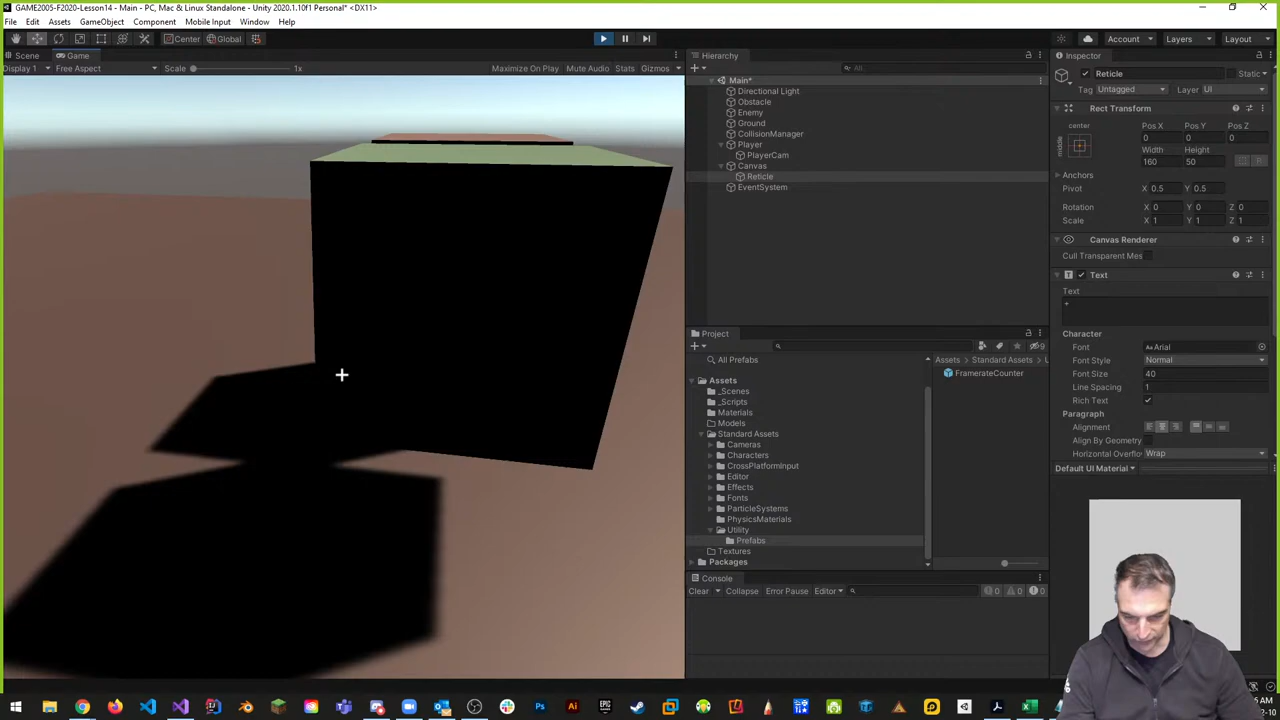 GAME2005-F2020-Lesson14 - Main - PC, Mac & Linux Standalone - Unity 2020.1.10f1 Personal* <DX11>
File Edit Assets GameObject Component Mobile Input Window Help
Center Global Account Layers Layout
Scene Game Hierarchy Inspector
Display 1 Free Aspect Scale 1x Maximize On Play Mute Audio Stats Gizmos All
Main*
Directional Light
Obstacle
Enemy
Ground
CollisionManager
Player
PlayerCam
Canvas
Reticle
EventSystem
Reticle Static
Tag Untagged Layer UI
Rect Transform
center Pos X Pos Y Pos Z
middle 0 0 0
Width Height
160 50
Anchors
Pivot X 0.5 Y 0.5
Rotation X 0 Y 0 Z 0
Scale X 1 Y 1 Z 1
Canvas Renderer
Cull Transparent Mes
Text
Text
+
Character
Font Arial
Font Style Normal
Font Size 40
Line Spacing 1
Rich Text
Paragraph
Alignment
Align By Geometry
Horizontal Overflo Wrap
Default UI Material
Project
9
All Prefabs
Assets
_Scenes
_Scripts
Materials
Models
Standard Assets
Cameras
Characters
CrossPlatformInput
Editor
Effects
Fonts
ParticleSystems
PhysicsMaterials
Utility
Prefabs
Textures
Packages
Assets Standard Assets U
FramerateCounter
Console
Clear Collapse Error Pause Editor 0 0 0